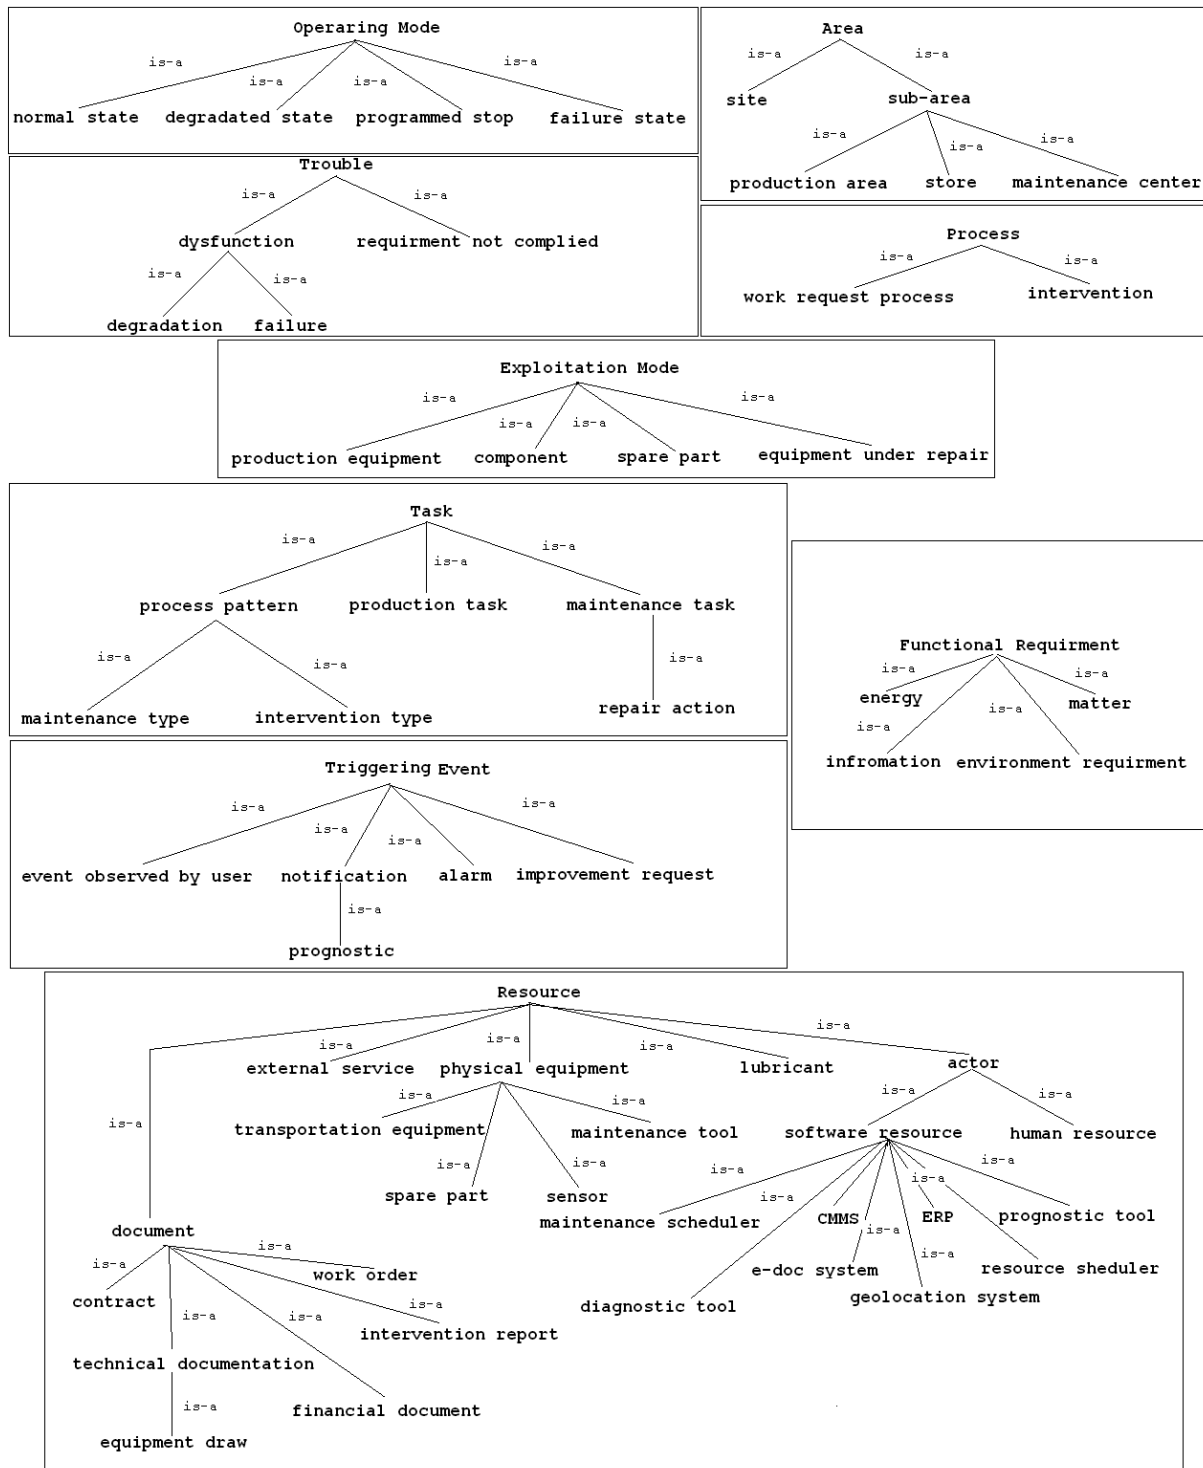 Operaring Mode
is-a
is-a
is-a
is-a
normal state
degradated state
programmed stop
failure state
Area
is-a
is-a
site
sub-area
is-a
is-a
is-a
production area
store
maintenance center
Trouble
is-a
is-a
dysfunction
requirment not complied
is-a
is-a
degradation
failure
Process
is-a
is-a
work request process
intervention
Exploitation Mode
is-a
is-a
is-a
is-a
production equipment
component
spare part
equipment under repair
Task
is-a
is-a
is-a
process pattern
production task
maintenance task
is-a
is-a
is-a
maintenance type
intervention type
repair action
Functional Requirment
is-a
is-a
energy
matter
is-a
is-a
infromation
environment requirment
Triggering Event
is-a
is-a
is-a
is-a
event observed by user
notification
alarm
improvement request
is-a
prognostic
Resource
is-a
is-a
is-a
is-a
is-a
external service
physical equipment
lubricant
actor
is-a
is-a
is-a
is-a
transportation equipment
maintenance tool
software resource
human resource
is-a
is-a
is-a
is-a
is-a
is-a
is-a
is-a
spare part
sensor
maintenance scheduler
CMMS
ERP
prognostic tool
e-doc system
resource sheduler
diagnostic tool
geolocation system
document
is-a
is-a
work order
contract
is-a
is-a
is-a
intervention report
technical documentation
is-a
financial document
equipment draw